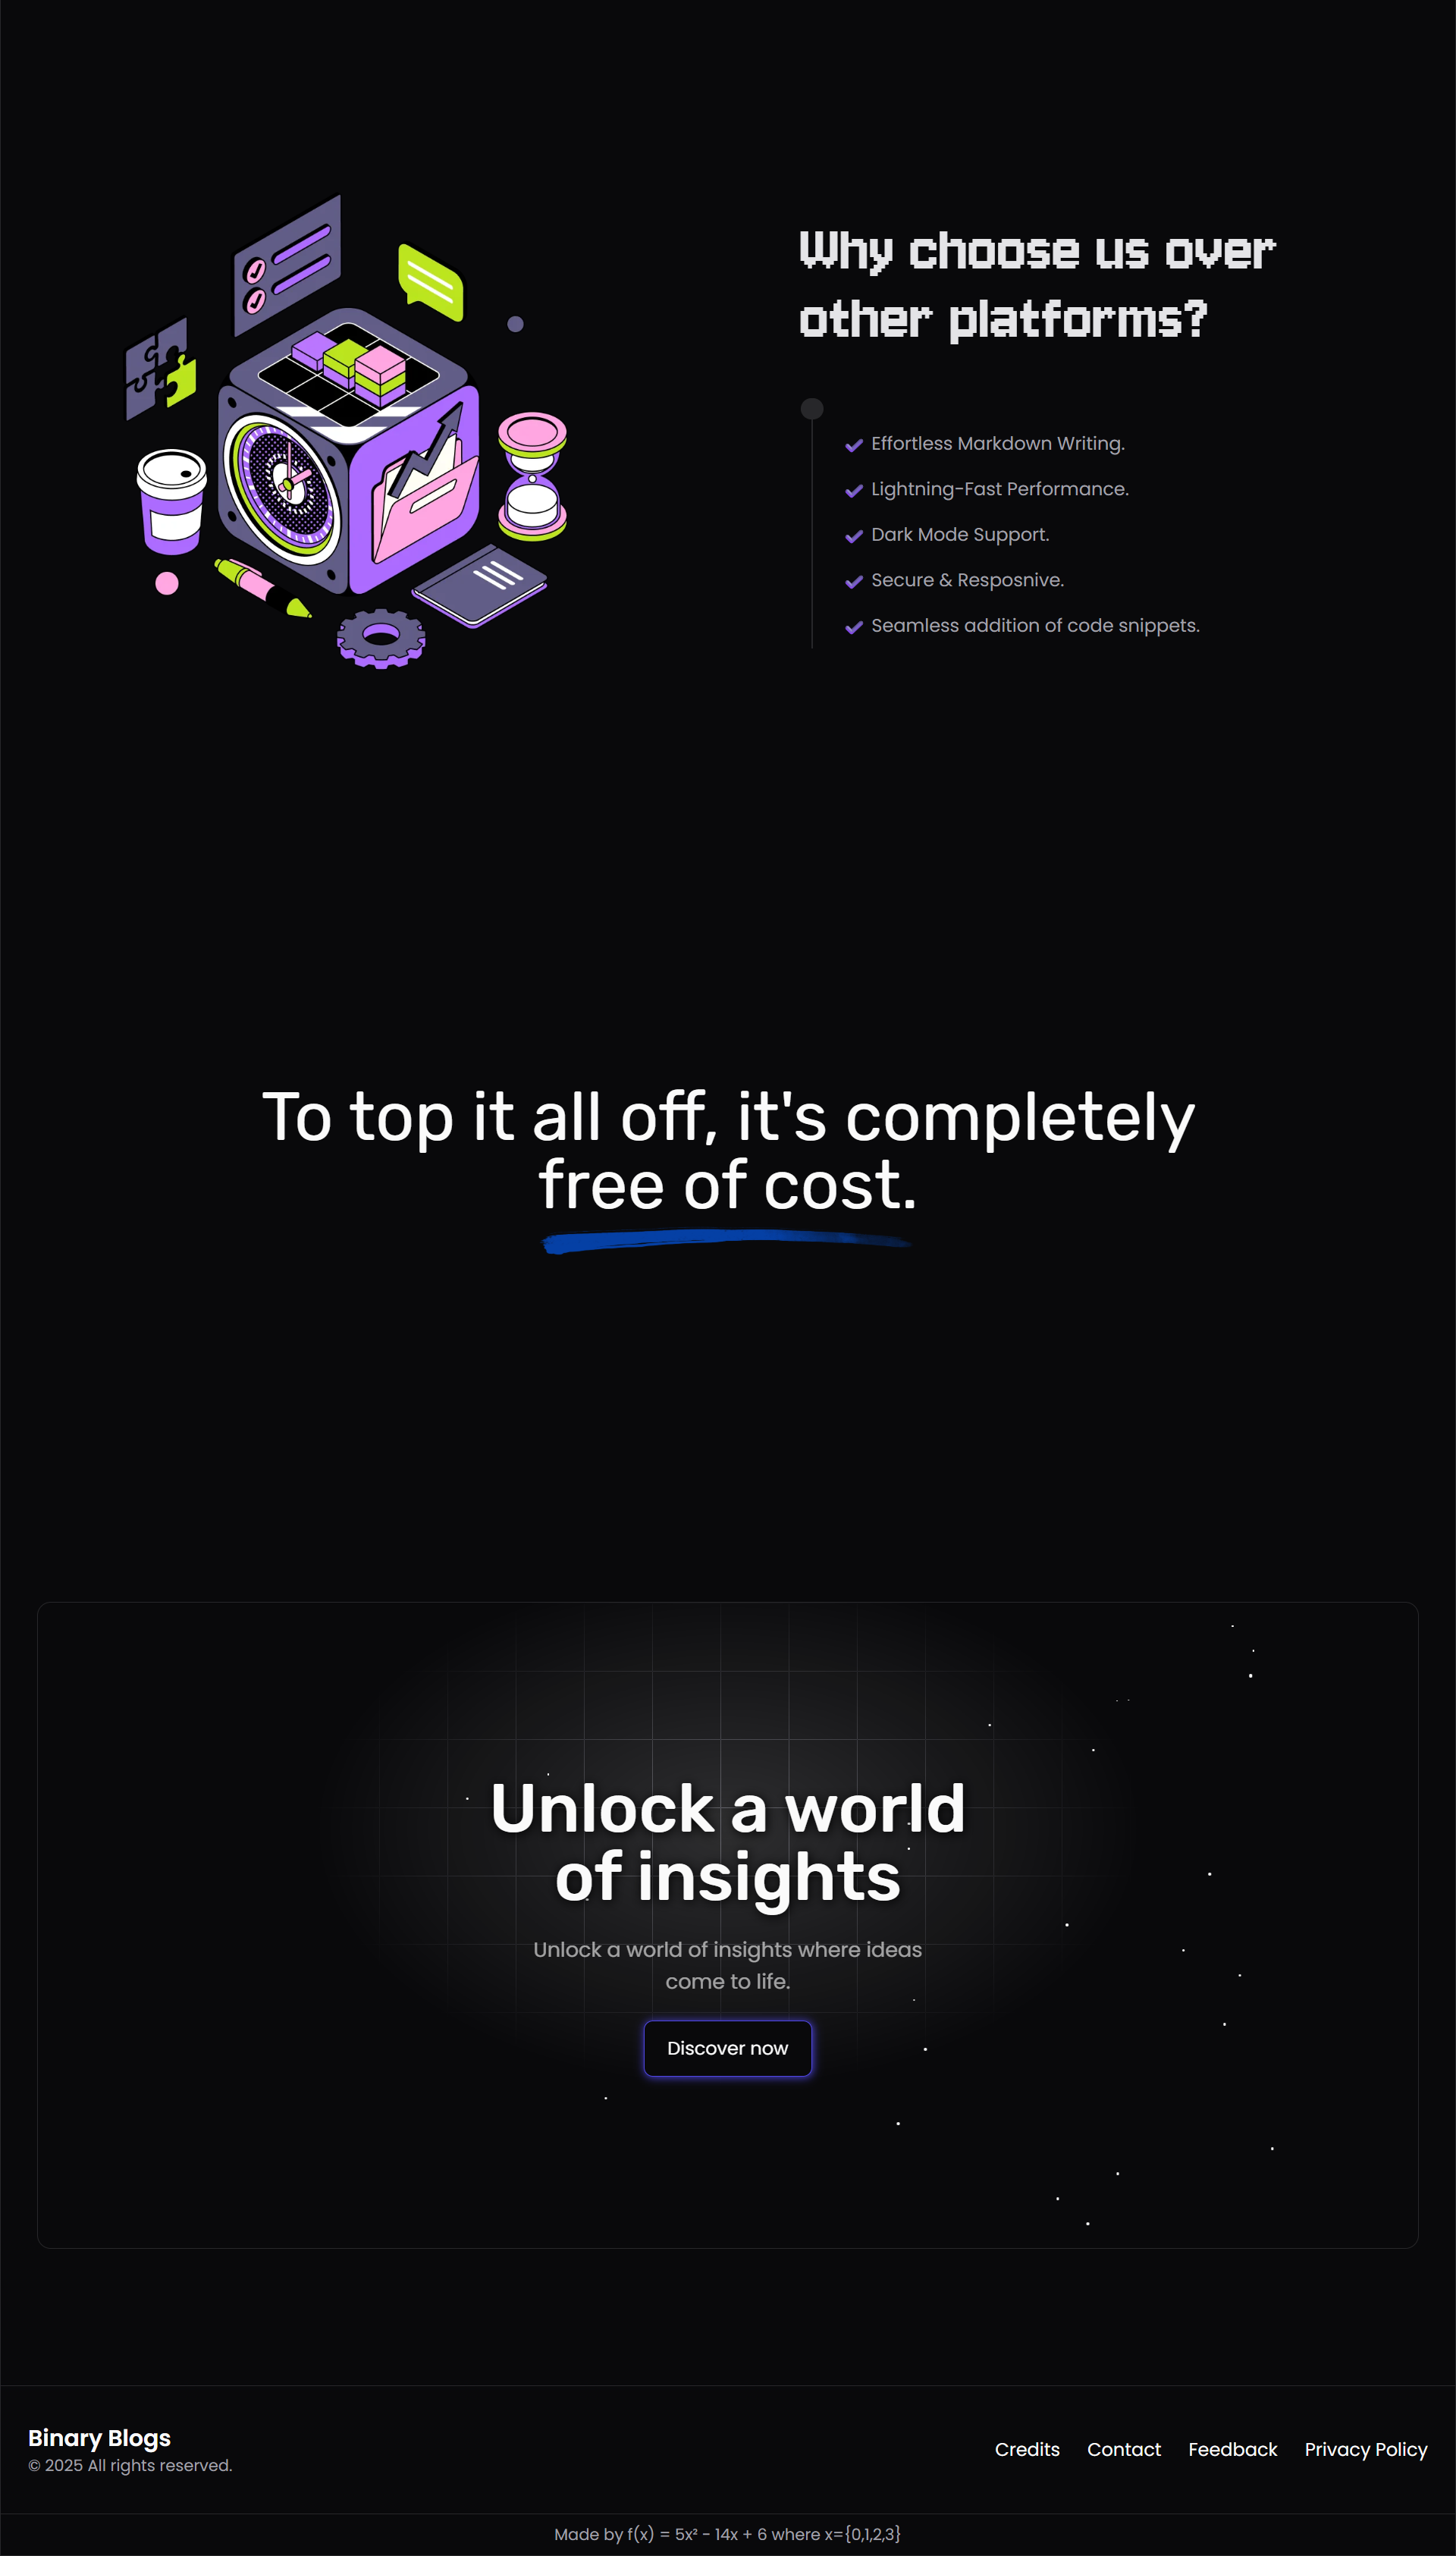 Why choose us over
other platforms?
Effortless Markdown Writing.
Lightning-Fast Performance.
Dark Mode Support.
Secure & Resposnive.
Seamless addition of code snippets.
To top it all off, it's completely
free of cost.
Unlock a world
of insights
Unlock a world of insights where ideas
come to life.
Discover now
Binary Blogs
© 2025 All rights reserved.
Credits Contact Feedback Privacy Policy
Made by f(x) = 5x² - 14x + 6 where x={0,1,2,3}